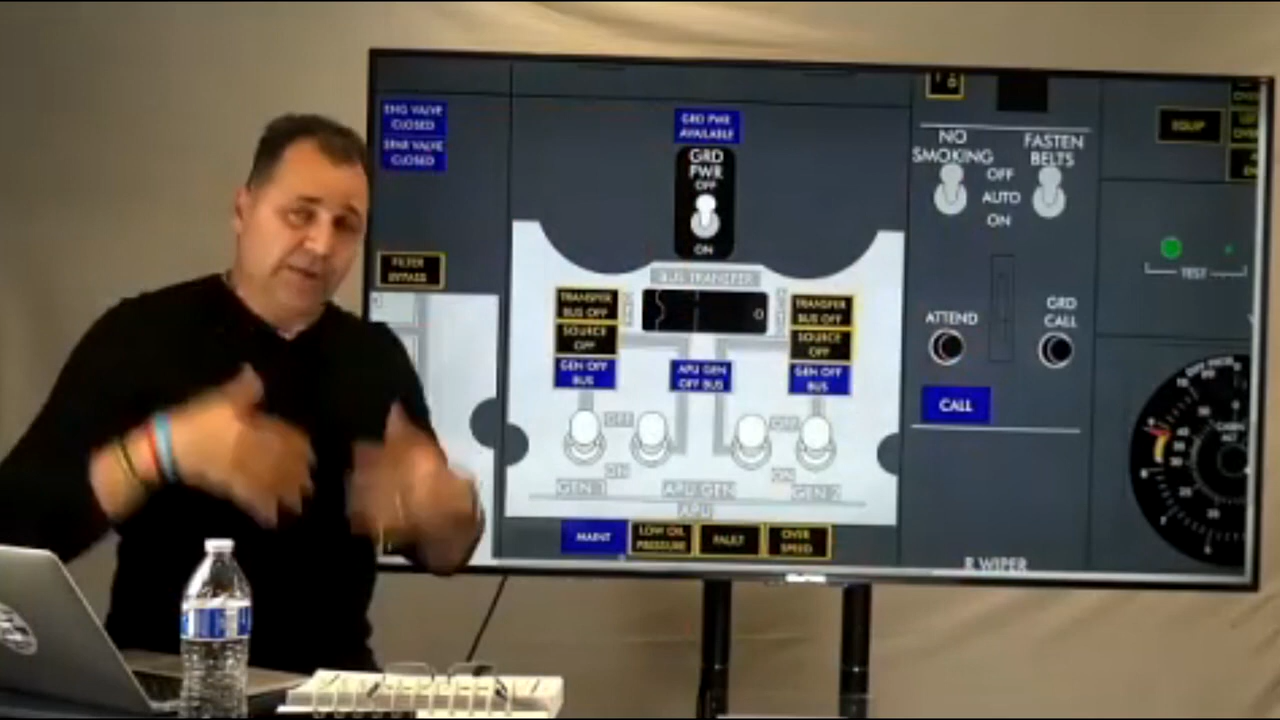 ENG VALVE
CLOSED
SPAR VALVE
CLOSED
FILTER
BYPASS
GRD PWR
AVAILABLE
GRD
PWR
OFF
ON
BUS TRANSFER
TRANSFER
BUS OFF
SOURCE
OFF
GEN OFF
BUS
APU GEN
OFF BUS
TRANSFER
BUS OFF
SOURCE
OFF
GEN OFF
BUS
OFF
OFF
ON
ON
GEN 1
APU GEN
GEN 2
APU
MAINT
LOW OIL
PRESSURE
FAULT
OVER
SPEED
NO
SMOKING
FASTEN
BELTS
OFF
AUTO
ON
ATTEND
GRD
CALL
CALL
R WIPER
EQUIP
TEST